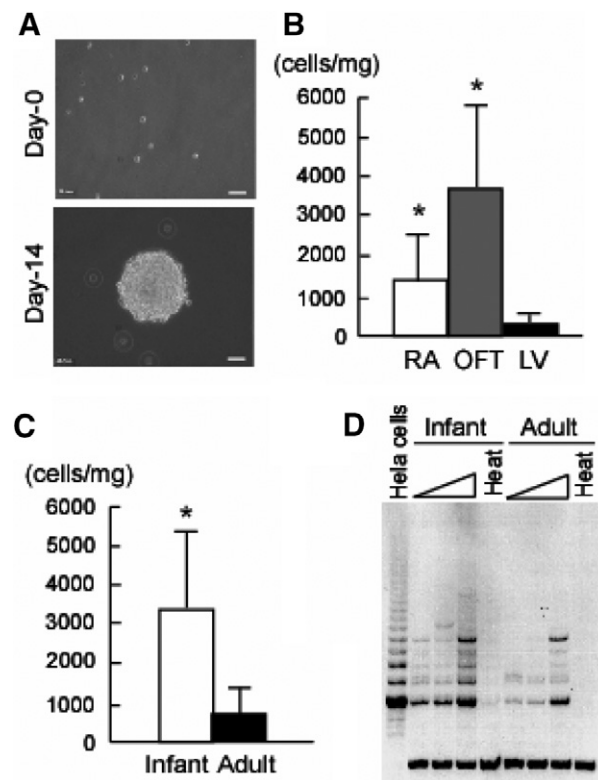 A
Day-0
Day-14
B
(cells/mg)
6000
5000
4000
3000
2000
1000
0
*
*
RA OFT LV
C
(cells/mg)
6000
5000
4000
3000
2000
1000
0
*
Infant Adult
D
Hela cells
Infant
Heat
Adult
Heat